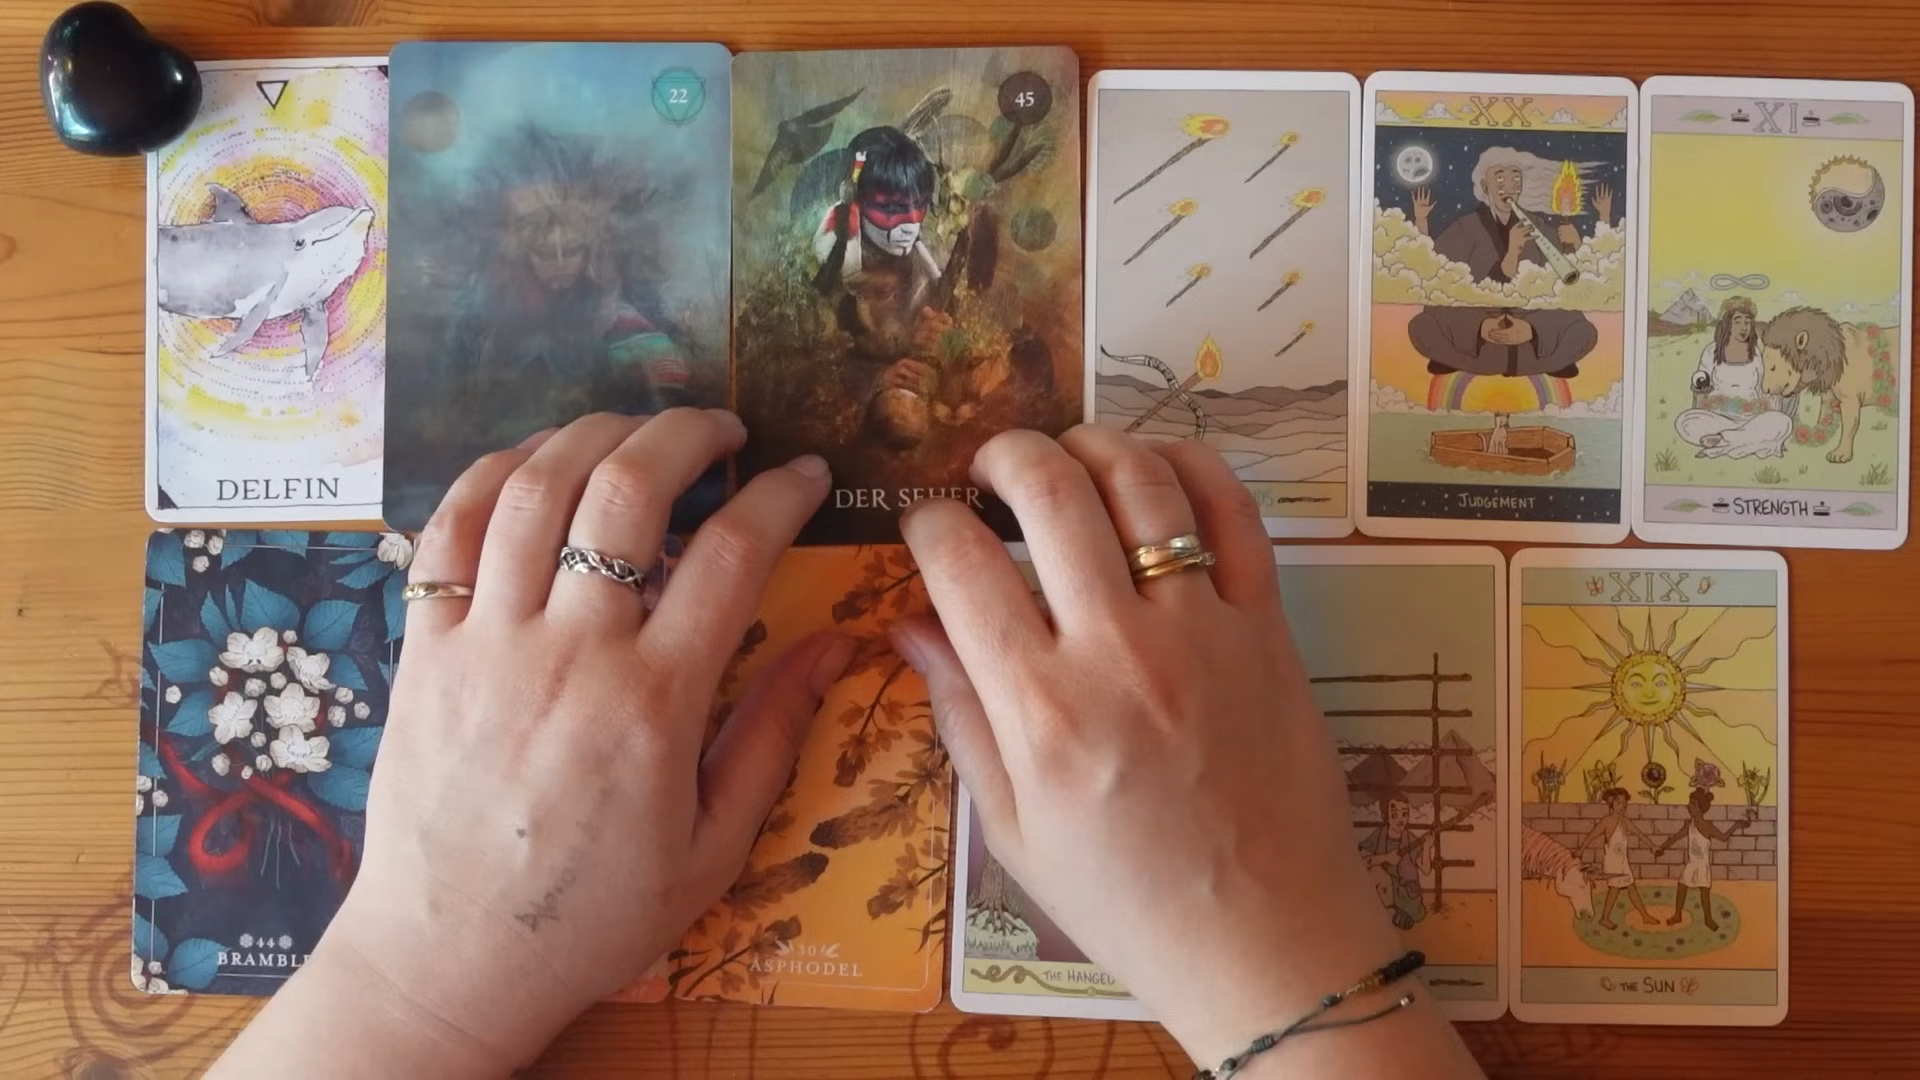 22
45
XX
XI
DELFIN
DER SEHER
JUDGEMENT
STRENGTH
XIX
44
BRAMBLE
30
ASPHODEL
THE HANGED
THE SUN